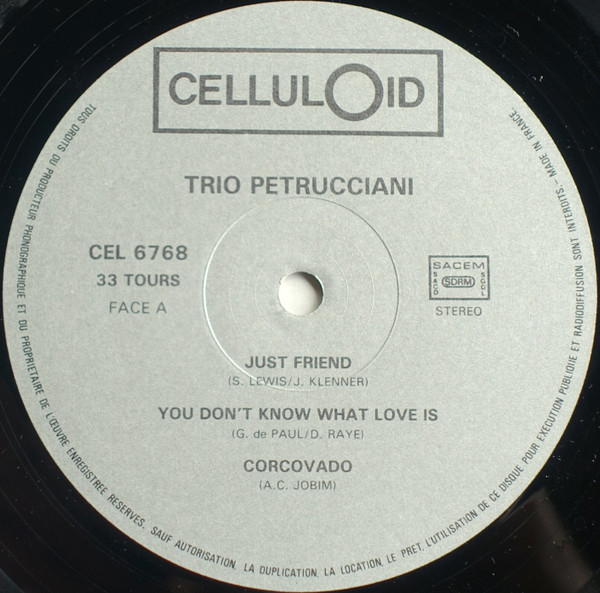 CELLULOID
TRIO PETRUCCIANI
CEL 6768
33 TOURS
FACE A
SACEM
SACD SDRM SGDL
STEREO
JUST FRIEND
(S. LEWIS/J. KLENNER)
YOU DON'T KNOW WHAT LOVE IS
(G. de PAUL/D. RAYE)
CORCOVADO
(A.C. JOBIM)
TOUS DROITS DU PRODUCTEUR PHONOGRAPHIQUE ET DU PROPRIETAIRE DE L'ŒUVRE ENREGISTREE RESERVES. SAUF AUTORISATION, LA DUPLICATION, LA LOCATION, LE PRET, L'UTILISATION DE CE DISQUE POUR EXECUTION PUBLIQUE ET RADIODIFFUSION SONT INTERDITS - MADE IN FRANCE.